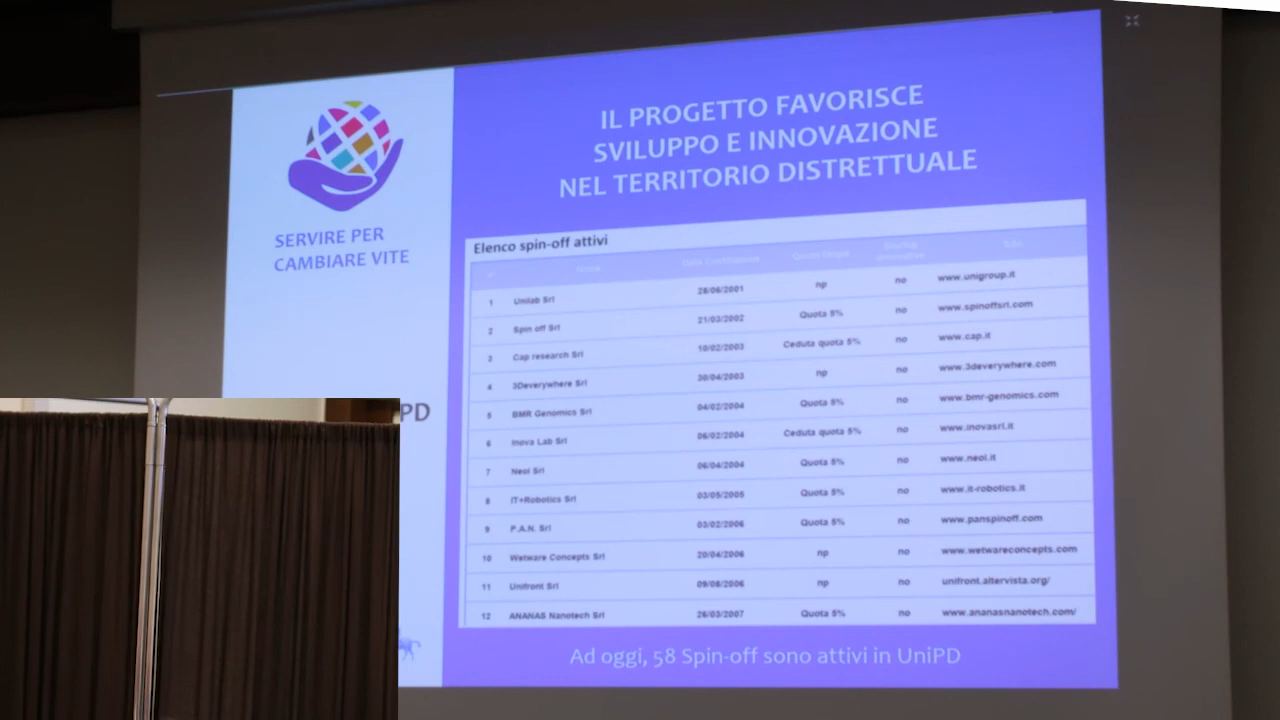 SERVIRE PER
CAMBIARE VITE
PD
IL PROGETTO FAVORISCE
SVILUPPO E INNOVAZIONE
NEL TERRITORIO DISTRETTUALE
Elenco spin-off attivi
Data Costituzione Quota Unipd Startup innovativa Sito
1 Unilab Srl 28/06/2001 np no www.unigroup.it
2 Spin off Srl 21/03/2002 Quota 5% no www.spinoffsrl.com
3 Cap research Srl 10/02/2003 Ceduta quota 5% no www.cap.it
4 3Deverywhere Srl 30/04/2003 np no www.3deverywhere.com
5 BMR Genomics Srl 04/02/2004 Quota 5% no www.bmr-genomics.com
6 Inova Lab Srl 06/02/2004 Ceduta quota 5% no www.inovasrl.it
7 Neol Srl 06/04/2004 Quota 5% no www.neol.it
8 IT+Robotics Srl 03/05/2005 Quota 5% no www.it-robotics.it
9 P.A.N. Srl 03/02/2006 Quota 5% no www.panspinoff.com
10 Wetware Concepts Srl 20/04/2006 np no www.wetwareconcepts.com
11 Unifront Srl 09/08/2006 np no unifront.altervista.org/
12 ANANAS Nanotech Srl 26/03/2007 Quota 5% no www.ananasnanotech.com/
Ad oggi, 58 Spin-off sono attivi in UniPD